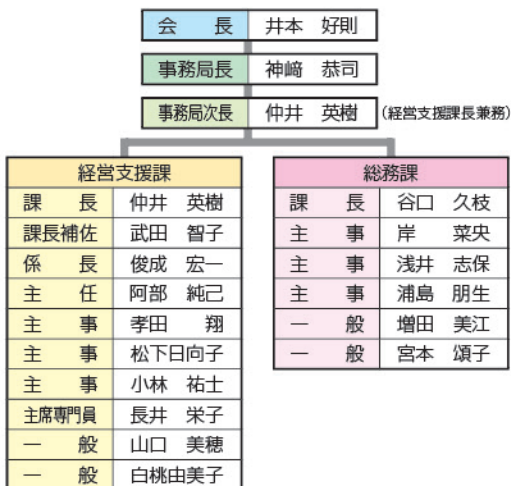 会長 井本 好則
事務局長 神﨑 恭司
事務局次長 仲井 英樹 (経営支援課長兼務)
経営支援課
課長 仲井 英樹
課長補佐 武田 智子
係長 俊成 宏一
主任 阿部 純己
主事 孝田 翔
主事 松下日向子
主事 小林 祐士
主席専門員 長井 栄子
一般 山口 美穂
一般 白桃由美子
総務課
課長 谷口 久枝
主事 岸 菜央
主事 浅井 志保
主事 浦島 朋生
一般 増田 美江
一般 宮本 頌子